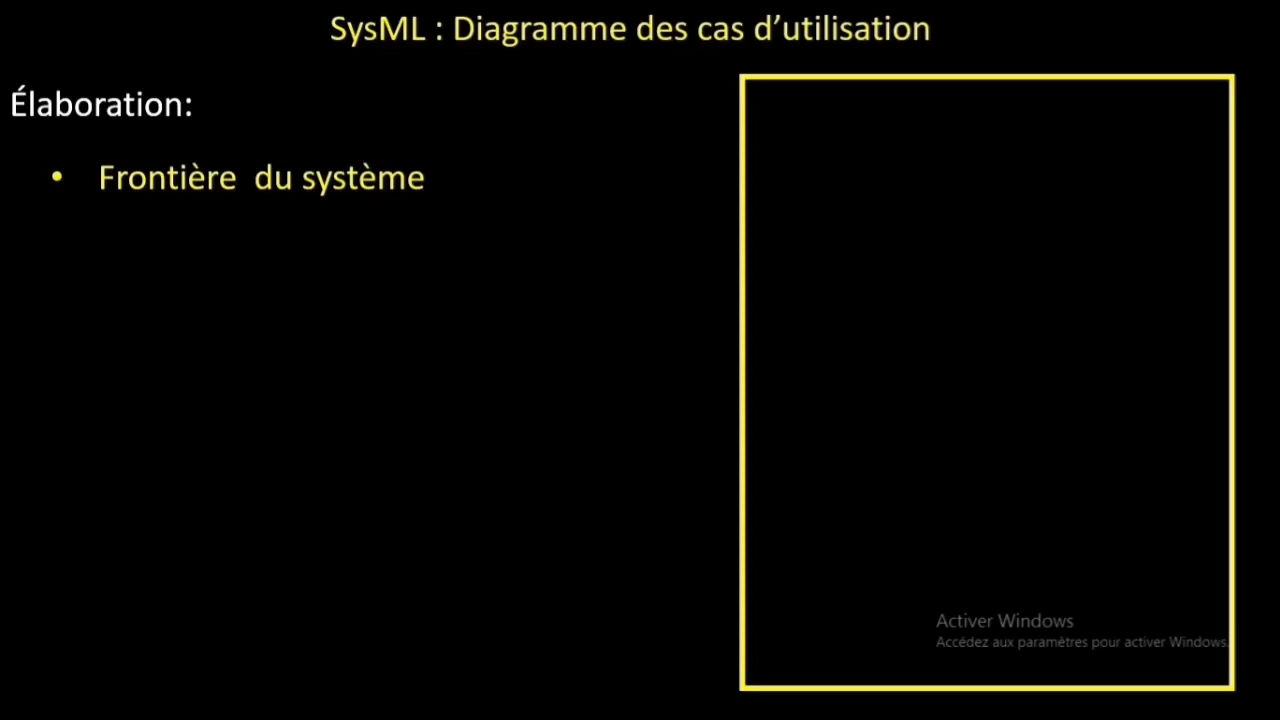 SysML : Diagramme des cas d’utilisation
Élaboration:
• Frontière du système
Activer Windows
Accédez aux paramètres pour activer Windows.